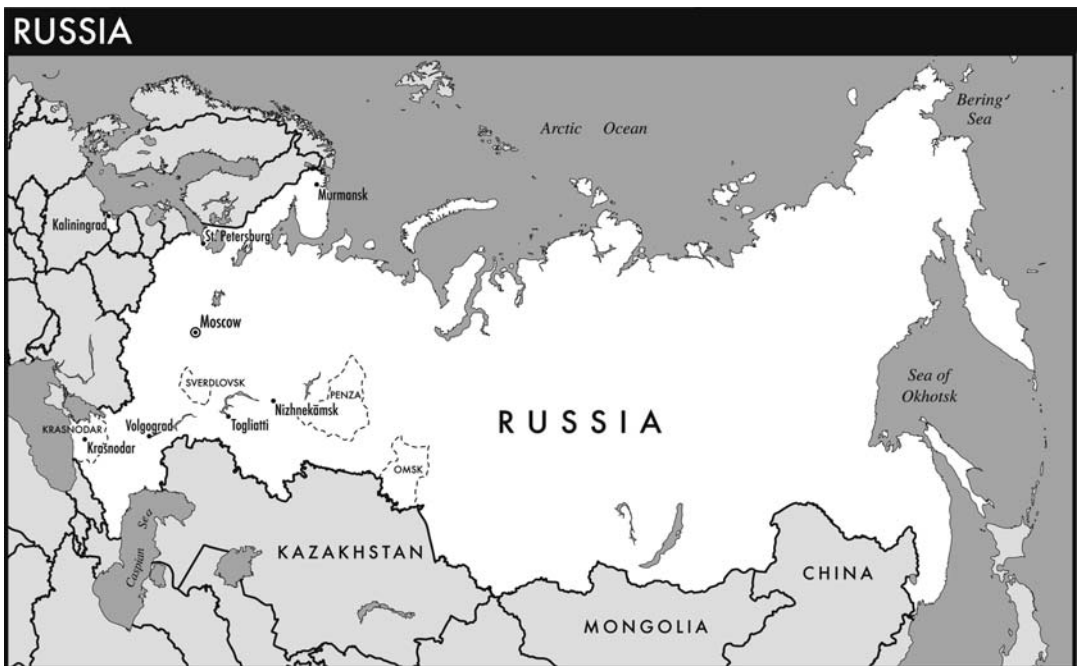 RUSSIA
Arctic Ocean
Bering
Sea
Murmansk
Kaliningrad
St. Petersburg
Moscow
Sea of
Okhotsk
SVERDLOVSK
PENZA
Nizhnekamsk
RUSSIA
Togliatti
Volgograd
KRASNODAR
Krasnodar
OMSK
Caspian Sea
KAZAKHSTAN
CHINA
MONGOLIA